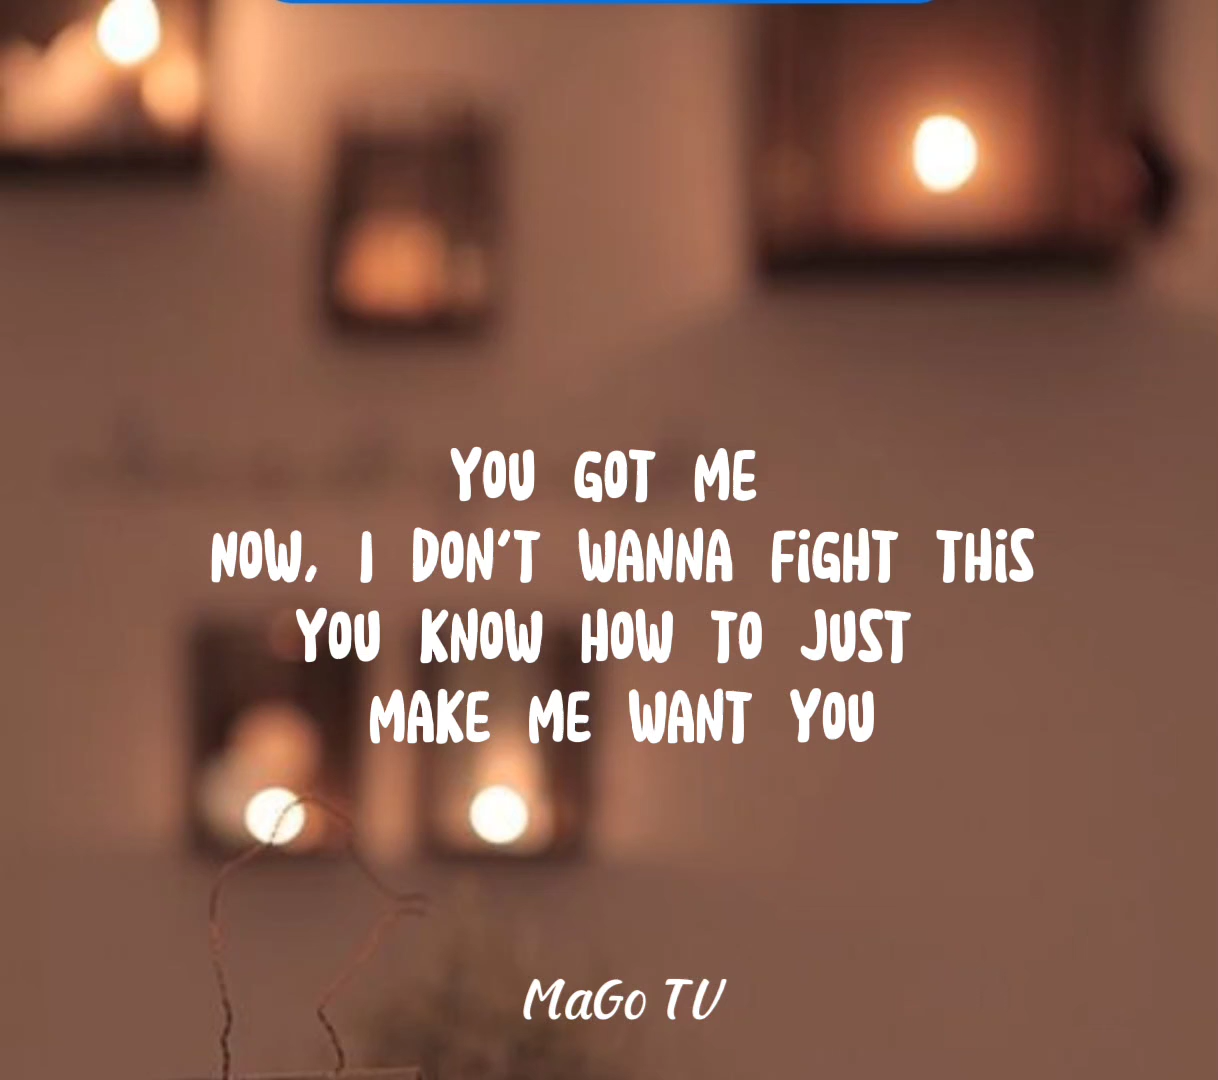 YOU GOT ME
NOW, I DON'T WANNA FiGHT THiS
YOU KNOW HOW TO JUST
MAKE ME WANT YOU
MaGo TV